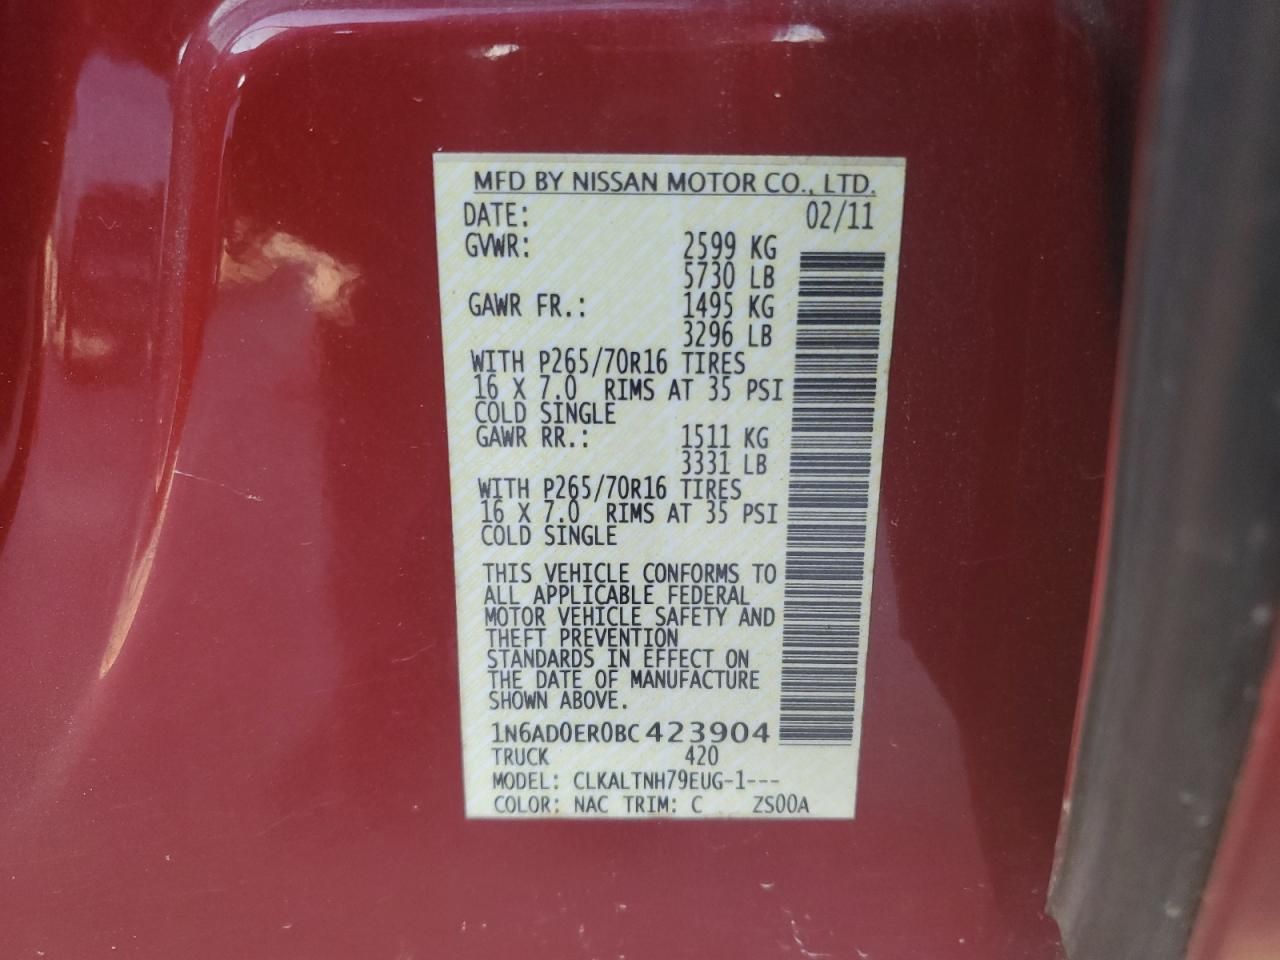 MFD BY NISSAN MOTOR CO., LTD.
DATE: 02/11
GVWR: 2599 KG
5730 LB
GAWR FR.: 1495 KG
3296 LB
WITH P265/70R16 TIRES
16 X 7.0 RIMS AT 35 PSI
COLD SINGLE
GAWR RR.: 1511 KG
3331 LB
WITH P265/70R16 TIRES
16 X 7.0 RIMS AT 35 PSI
COLD SINGLE
THIS VEHICLE CONFORMS TO
ALL APPLICABLE FEDERAL
MOTOR VEHICLE SAFETY AND
THEFT PREVENTION
STANDARDS IN EFFECT ON
THE DATE OF MANUFACTURE
SHOWN ABOVE.
1N6AD0ER0BC423904
TRUCK 420
MODEL: CLKALTNH79EUG-1---
COLOR: NAC TRIM: C ZS00A